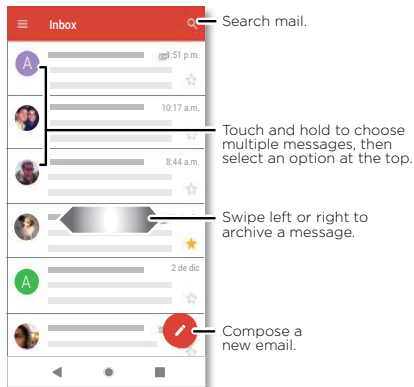 Inbox
Search mail.
:51 p.m.
A
10:17 a.m.
Touch and hold to choose
multiple messages, then
select an option at the top.
8:44 a.m.
Swipe left or right to
archive a message.
2 de dic
A
Compose a
new email.